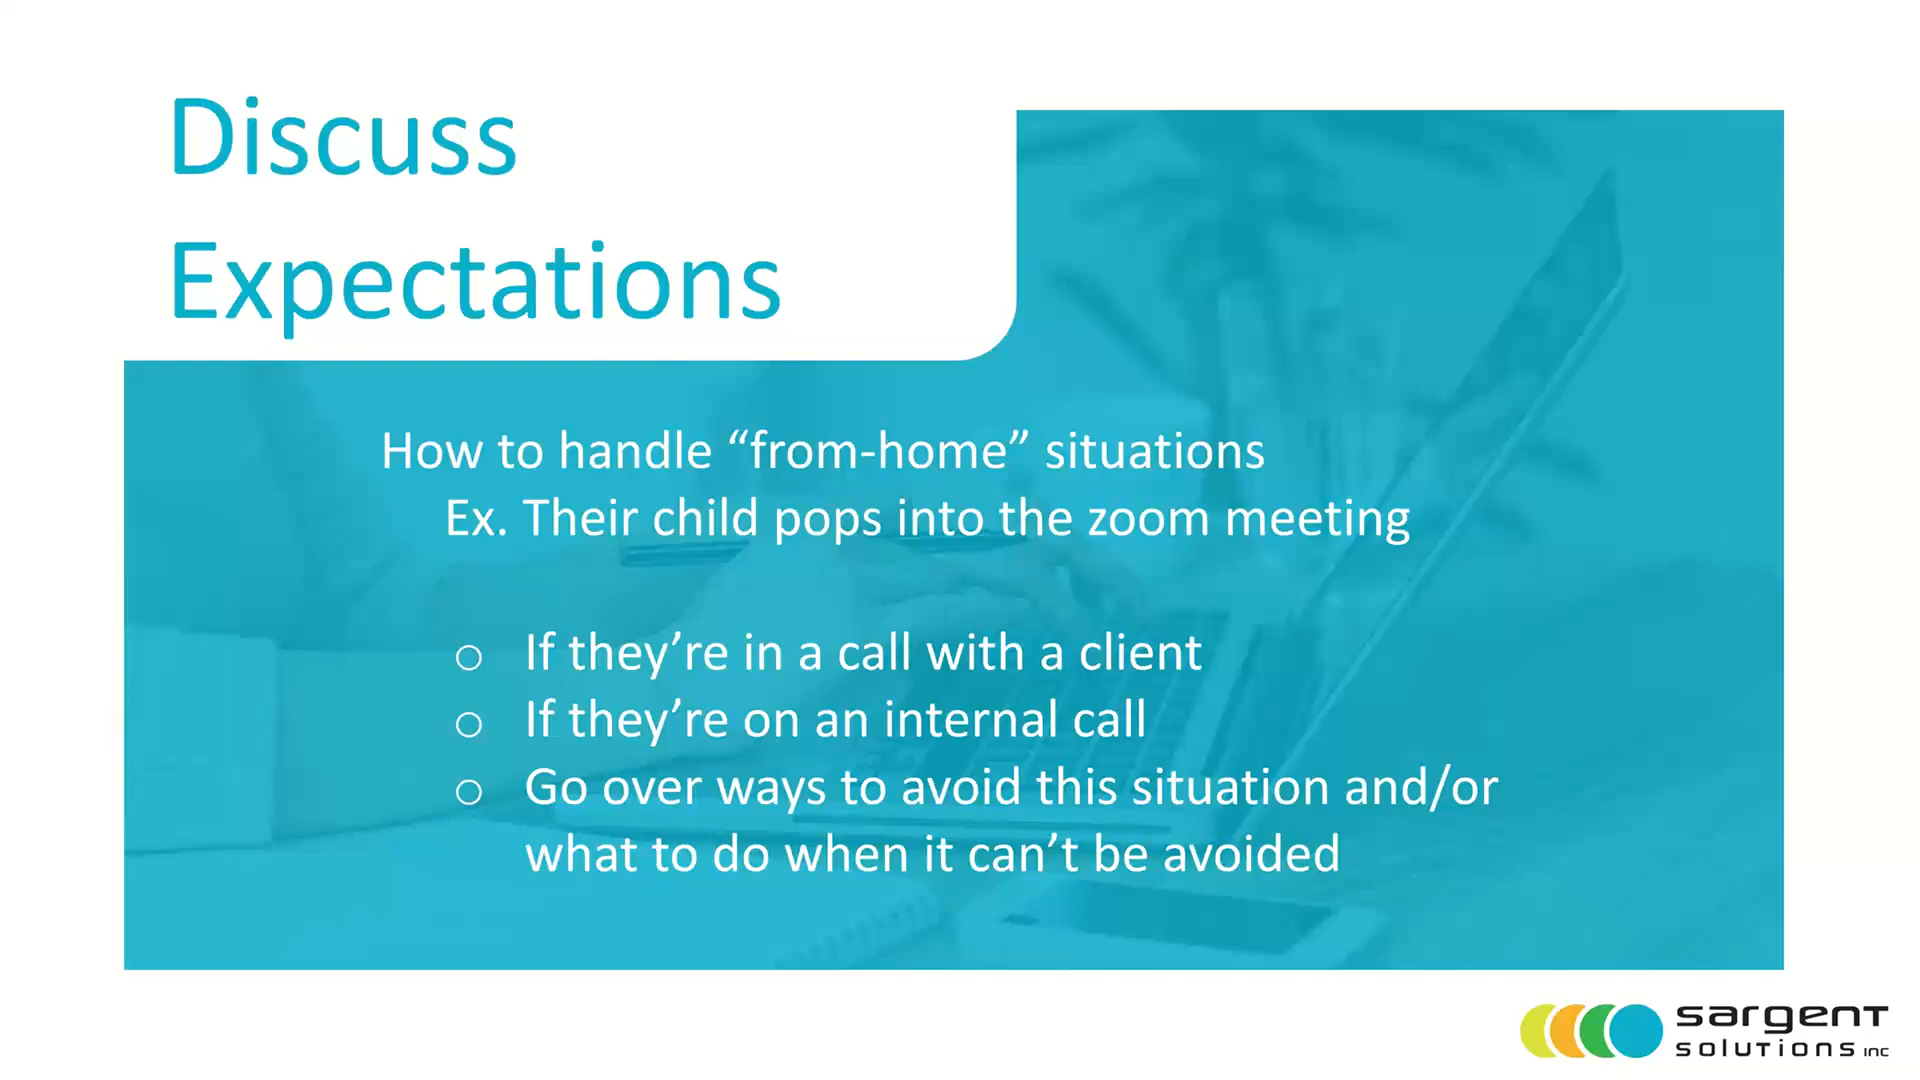 Discuss
Expectations
How to handle “from-home” situations
Ex. Their child pops into the zoom meeting
o If they’re in a call with a client
o If they’re on an internal call
o Go over ways to avoid this situation and/or
what to do when it can’t be avoided
sargent
solutions inc